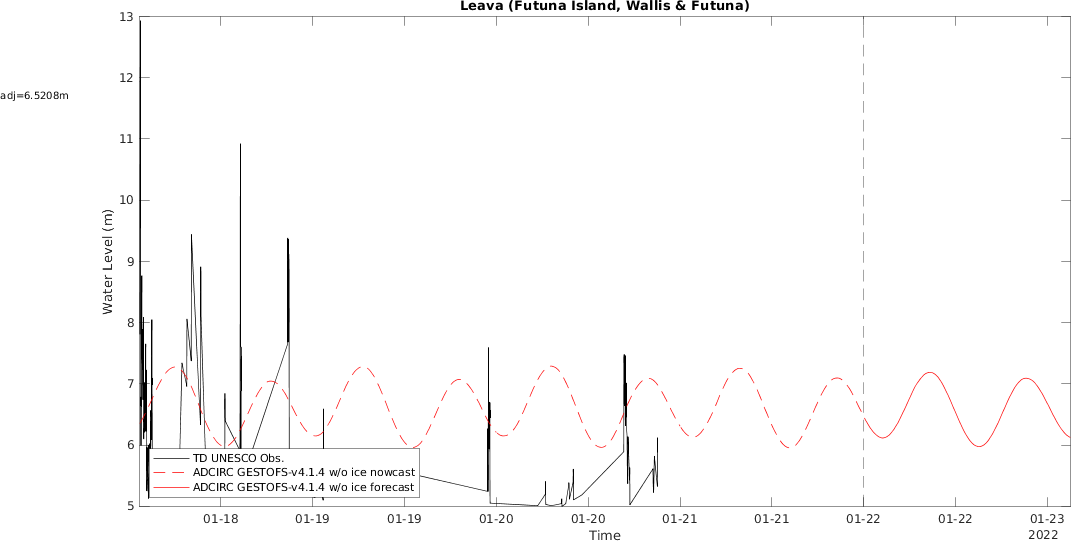 Leava (Futuna Island, Wallis & Futuna)
adj=6.5208m
Water Level (m)
13
12
11
10
9
8
7
6
5
TD UNESCO Obs.
ADCIRC GESTOFS-v4.1.4 w/o ice nowcast
ADCIRC GESTOFS-v4.1.4 w/o ice forecast
01-18 01-19 01-19 01-20 01-20 01-21 01-21 01-22 01-22 01-23
Time 2022